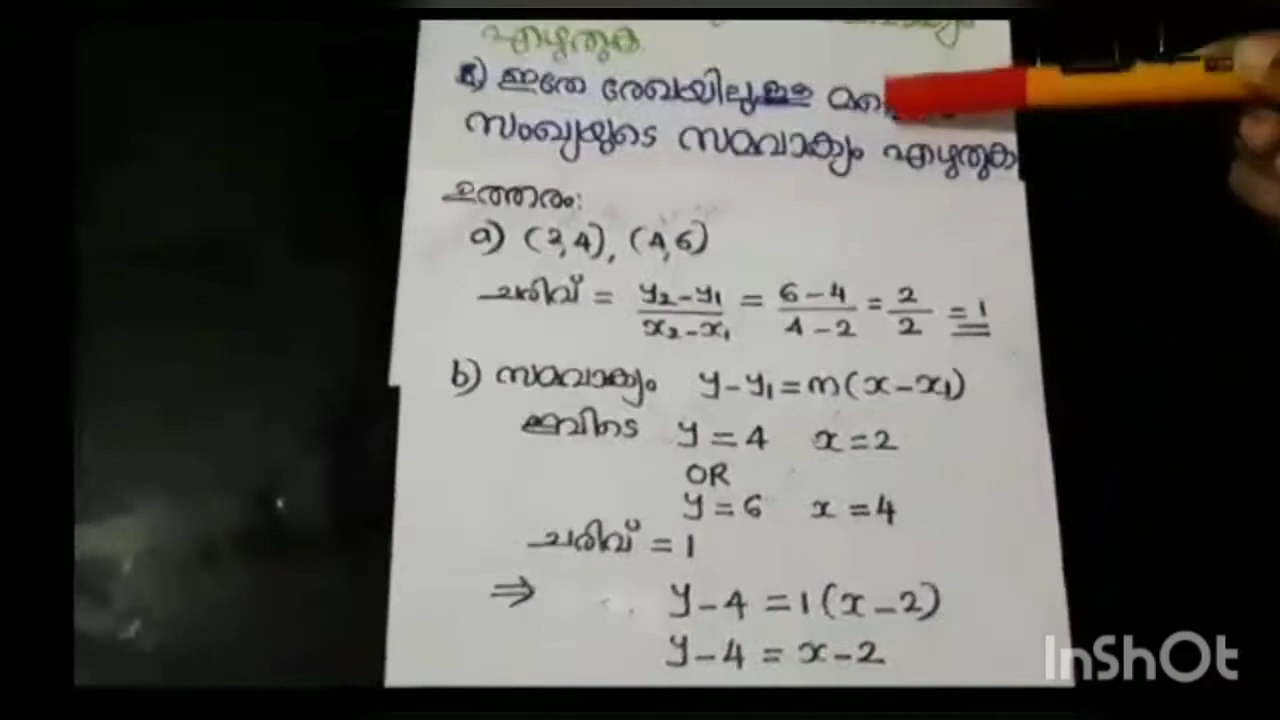 എഴുതുക
c) ഇതേ രേഖയിലുള്ള
സംഖ്യയുടെ സമവാക്യം എഴുതുക
ഉത്തരം:
a) (2,4), (4,6)
ചരിവ് = y₂-y₁/x₂-x₁ = 6-4/4-2 = 2/2 = 1
b) സമവാക്യം y-y₁=m(x-x₁)
ഇവിടെ y=4 x=2
OR
y=6 x=4
ചരിവ് =1
⇒ y-4=1(x-2)
y-4=x-2
InShOt